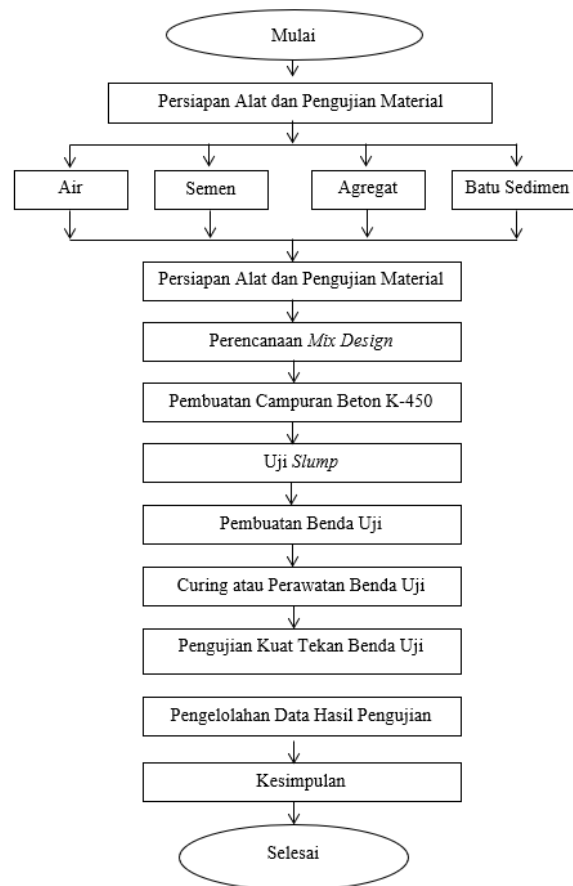 Mulai
Persiapan Alat dan Pengujian Material
Air
Semen
Agregat
Batu Sedimen
Persiapan Alat dan Pengujian Material
Perencanaan Mix Design
Pembuatan Campuran Beton K-450
Uji Slump
Pembuatan Benda Uji
Curing atau Perawatan Benda Uji
Pengujian Kuat Tekan Benda Uji
Pengelolahan Data Hasil Pengujian
Kesimpulan
Selesai